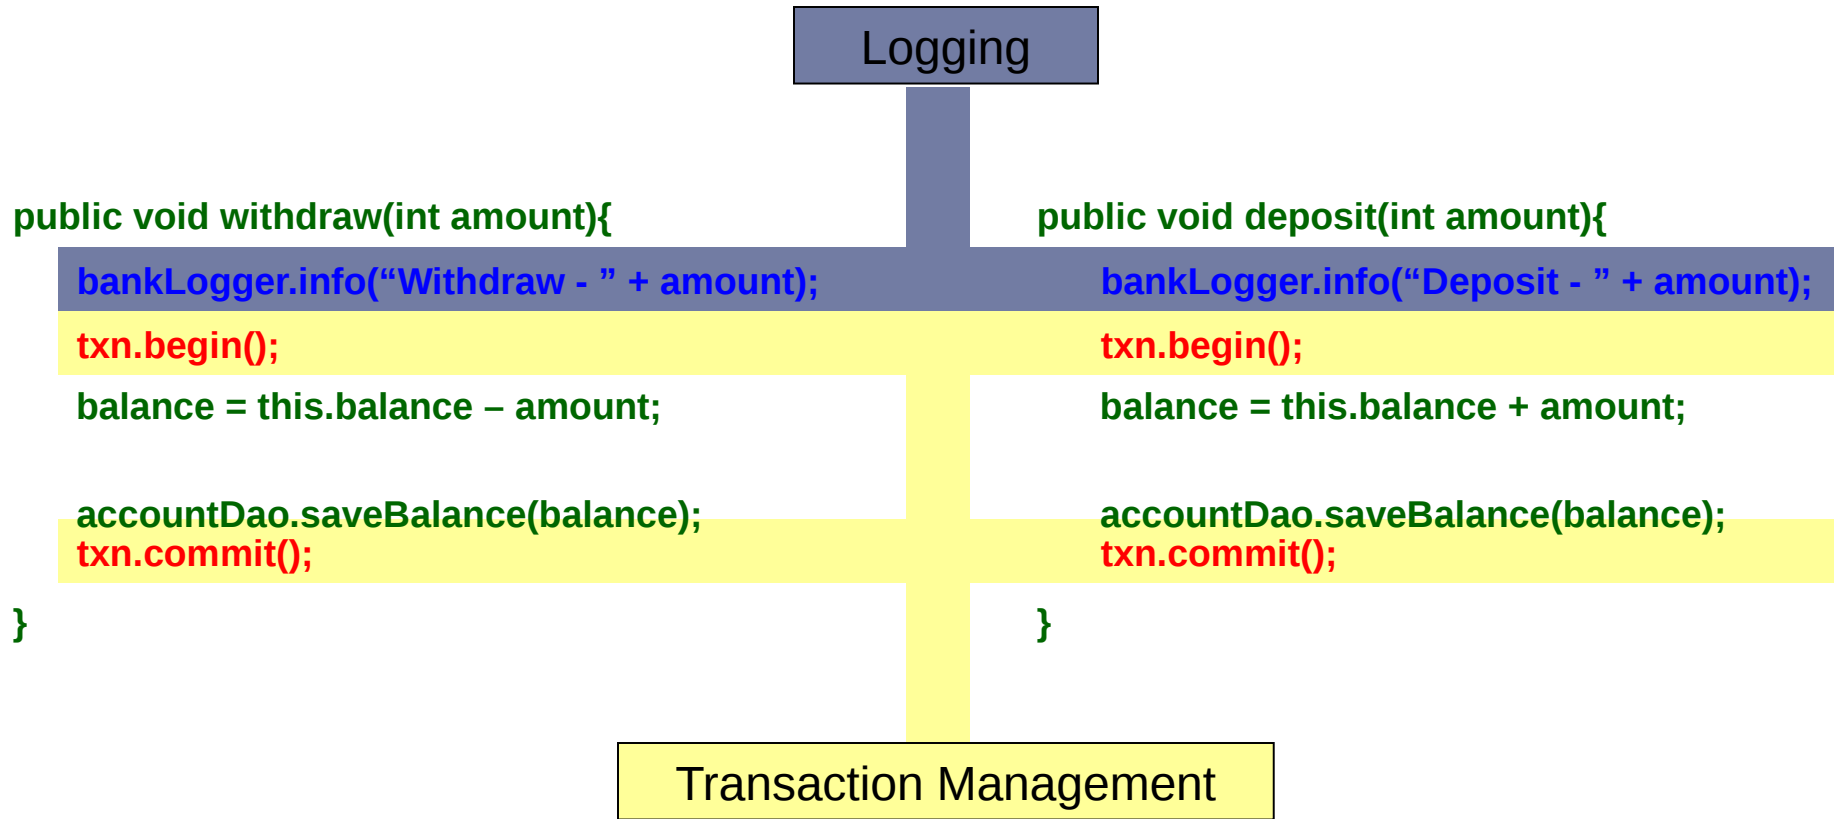 Logging
public void withdraw(int amount){
bankLogger.info(“Withdraw - ” + amount);
txn.begin();
balance = this.balance – amount;
accountDao.saveBalance(balance);
txn.commit();
}
public void deposit(int amount){
bankLogger.info(“Deposit - ” + amount);
txn.begin();
balance = this.balance + amount;
accountDao.saveBalance(balance);
txn.commit();
}
Transaction Management